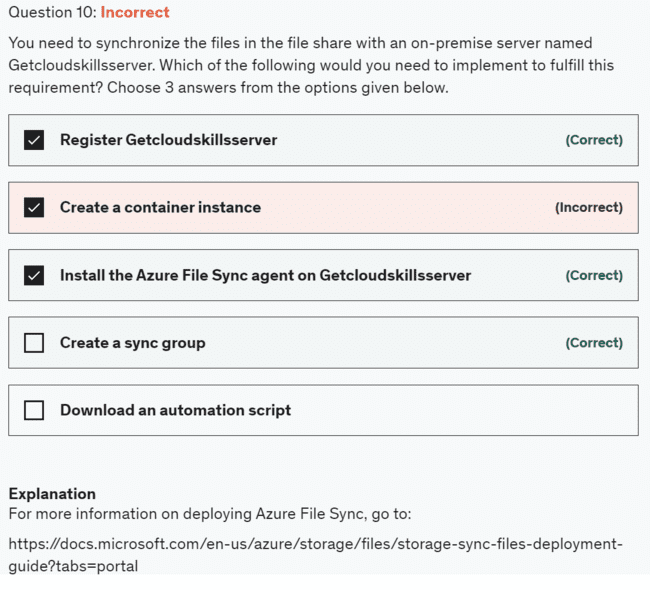 Question 10: Incorrect
You need to synchronize the files in the file share with an on-premise server named
Getcloudskillsserver. Which of the following would you need to implement to fulfill this
requirement? Choose 3 answers from the options given below.
Register Getcloudskillsserver (Correct)
Create a container instance (Incorrect)
Install the Azure File Sync agent on Getcloudskillsserver (Correct)
Create a sync group (Correct)
Download an automation script
Explanation
For more information on deploying Azure File Sync, go to:
https://docs.microsoft.com/en-us/azure/storage/files/storage-sync-files-deployment-
guide?tabs=portal